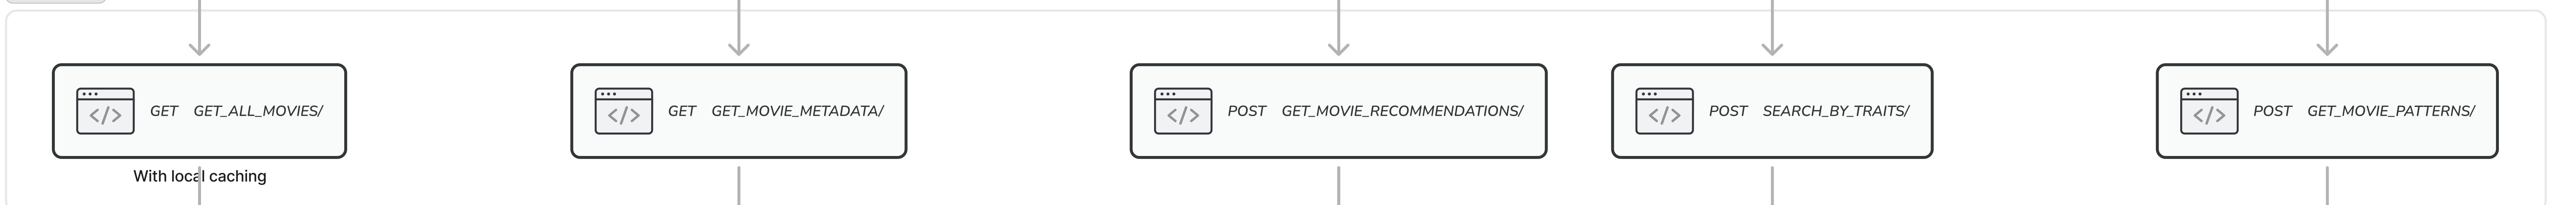 GET GET_ALL_MOVIES/
GET GET_MOVIE_METADATA/
POST GET_MOVIE_RECOMMENDATIONS/
POST SEARCH_BY_TRAITS/
POST GET_MOVIE_PATTERNS/
With local caching